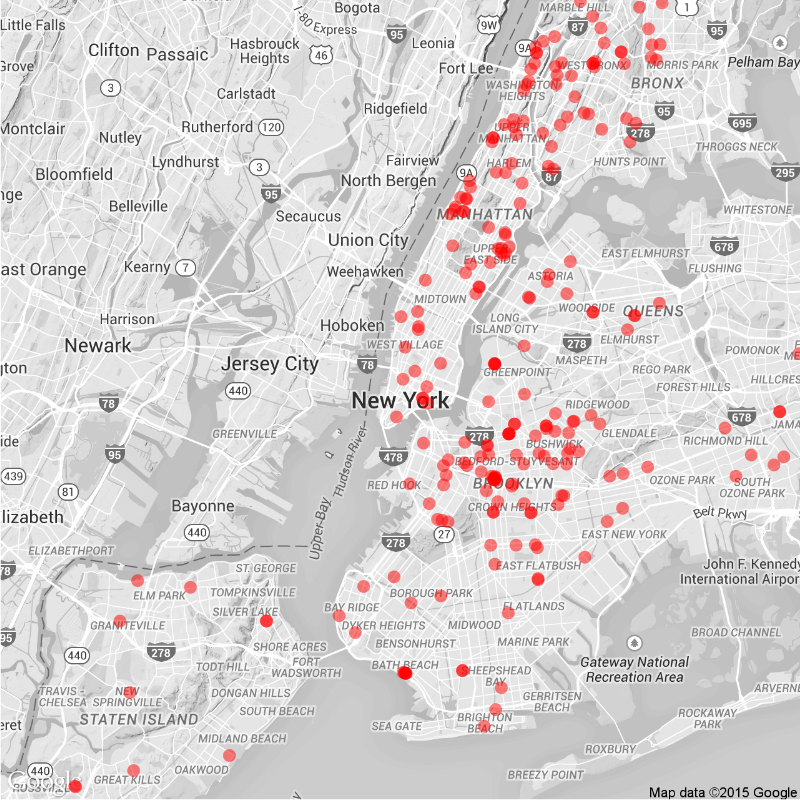 Bogota
MARBLE HILL
1
Little Falls
I-80 Express
9W
87
95
95
Clifton
Passaic
Hasbrouck
Heights
46
Leonia
9A
Fort Lee
WEST BRONX
MORRIS PARK
Pelham Bay
3
Carlstadt
WASHINGTON
HEIGHTS
BRONX
Ridgefield
95
Montclair
Nutley
Rutherford
120
UPPER
MANHATTAN
278
695
THROGGS NECK
Lyndhurst
3
Fairview
HARLEM
HUNTS POINT
Bloomfield
North Bergen
9A
87
295
95
Belleville
Secaucus
MANHATTAN
WHITESTONE
Union City
678
East Orange
Kearny
7
Weehawken
UPPER
EAST SIDE
EAST ELMHURST
FLUSHING
ASTORIA
MIDTOWN
Harrison
Hoboken
LONG
ISLAND CITY
WOODSIDE
QUEENS
Newark
WEST VILLAGE
278
ELMHURST
Jersey City
78
MASPETH
POMONOK
GREENPOINT
REGO PARK
440
FOREST HILLS
HILLCRES
78
New York
RIDGEWOOD
678
JAMA
GREENVILLE
278
GLENDALE
RICHMOND HILL
95
478
BUSHWICK
BEDFORD-STUYVESANT
439
Hudson River
RED HOOK
BROOKLYN
SOUTH
OZONE PARK
OZONE PARK
81
Bayonne
CROWN HEIGHTS
Belt Pkwy
lizabeth
440
Upper Bay
27
EAST NEW YORK
ELIZABETHPORT
278
78
ST. GEORGE
EAST FLATBUSH
John F. Kennedy
International Airpor
ELM PARK
TOMPKINSVILLE
BOROUGH PARK
SILVER LAKE
BAY RIDGE
FLATLANDS
GRANITEVILLE
DYKER HEIGHTS
MIDWOOD
BROAD CHANNEL
95
440
278
SHORE ACRES
BENSONHURST
MARINE PARK
TODT HILL
FORT
WADSWORTH
BATH BEACH
SHEEPSHEAD
BAY
Gateway National
Recreation Area
TRAVIS -
CHELSEA
NEW
SPRINGVILLE
DONGAN HILLS
GERRITSEN
BEACH
ARVERNE
STATEN ISLAND
SOUTH BEACH
SEA GATE
BRIGHTON
BEACH
ROCKAWAY
PARK
MIDLAND BEACH
ROXBURY
440
GREAT KILLS
OAKWOOD
BREEZY POINT
Google
ROSSVILLE
Map data ©2015 Google